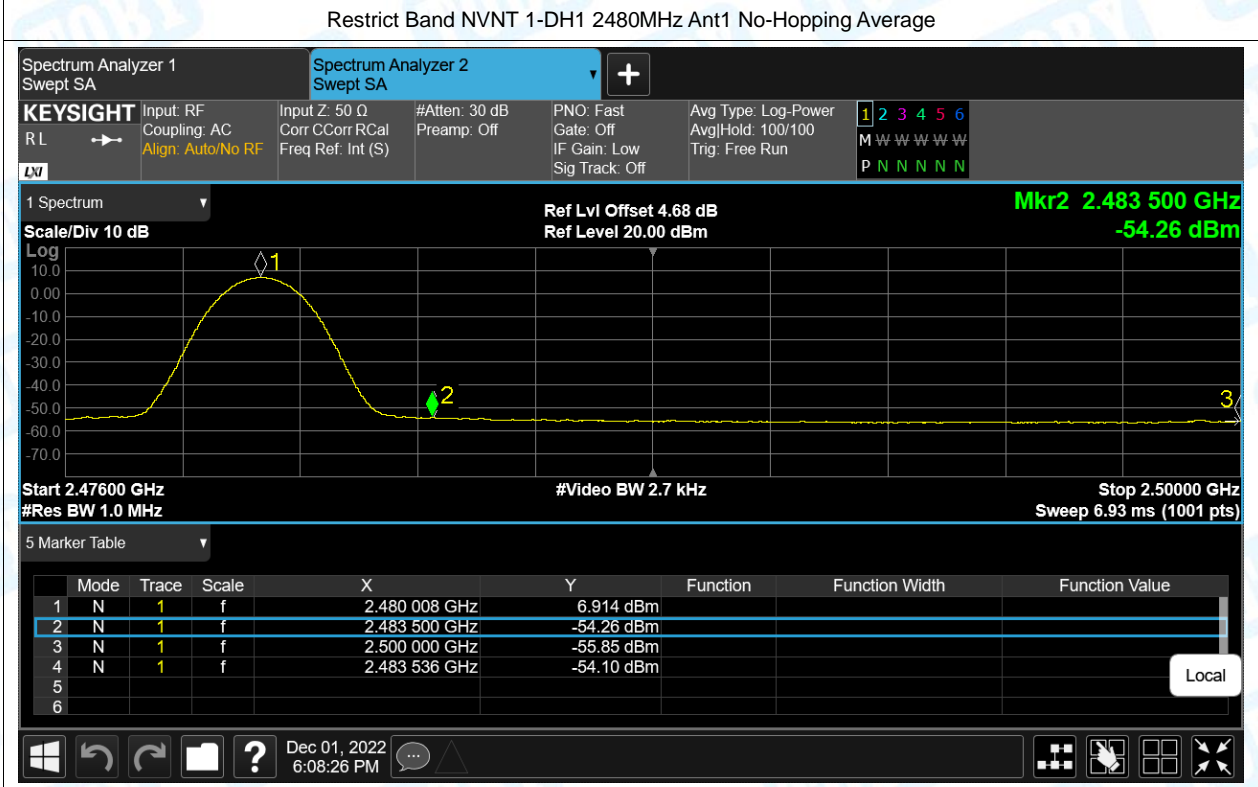 Restrict Band NVNT 1-DH1 2480MHz Ant1 No-Hopping Average
Spectrum Analyzer 1
Swept SA
Spectrum Analyzer 2
Swept SA
KEYSIGHT
RL
LXI
Input: RF
Coupling: AC
Align: Auto/No RF
Input Z: 50 Ω
Corr CCorr RCal
Freq Ref: Int (S)
#Atten: 30 dB
Preamp: Off
PNO: Fast
Gate: Off
IF Gain: Low
Sig Track: Off
Avg Type: Log-Power
Avg|Hold: 100/100
Trig: Free Run
1 2 3 4 5 6
M W W W W W
P N N N N N
1 Spectrum
Scale/Div 10 dB
Ref Lvl Offset 4.68 dB
Ref Level 20.00 dBm
Mkr2 2.483 500 GHz
-54.26 dBm
Log
10.0
0.00
-10.0
-20.0
-30.0
-40.0
-50.0
-60.0
-70.0
1
2
3
Start 2.47600 GHz
#Res BW 1.0 MHz
#Video BW 2.7 kHz
Stop 2.50000 GHz
Sweep 6.93 ms (1001 pts)
5 Marker Table
Mode Trace Scale X Y Function Function Width Function Value
1 N 1 f 2.480 008 GHz 6.914 dBm
2 N 1 f 2.483 500 GHz -54.26 dBm
3 N 1 f 2.500 000 GHz -55.85 dBm
4 N 1 f 2.483 536 GHz -54.10 dBm
5
6
Local
?
Dec 01, 2022
6:08:26 PM